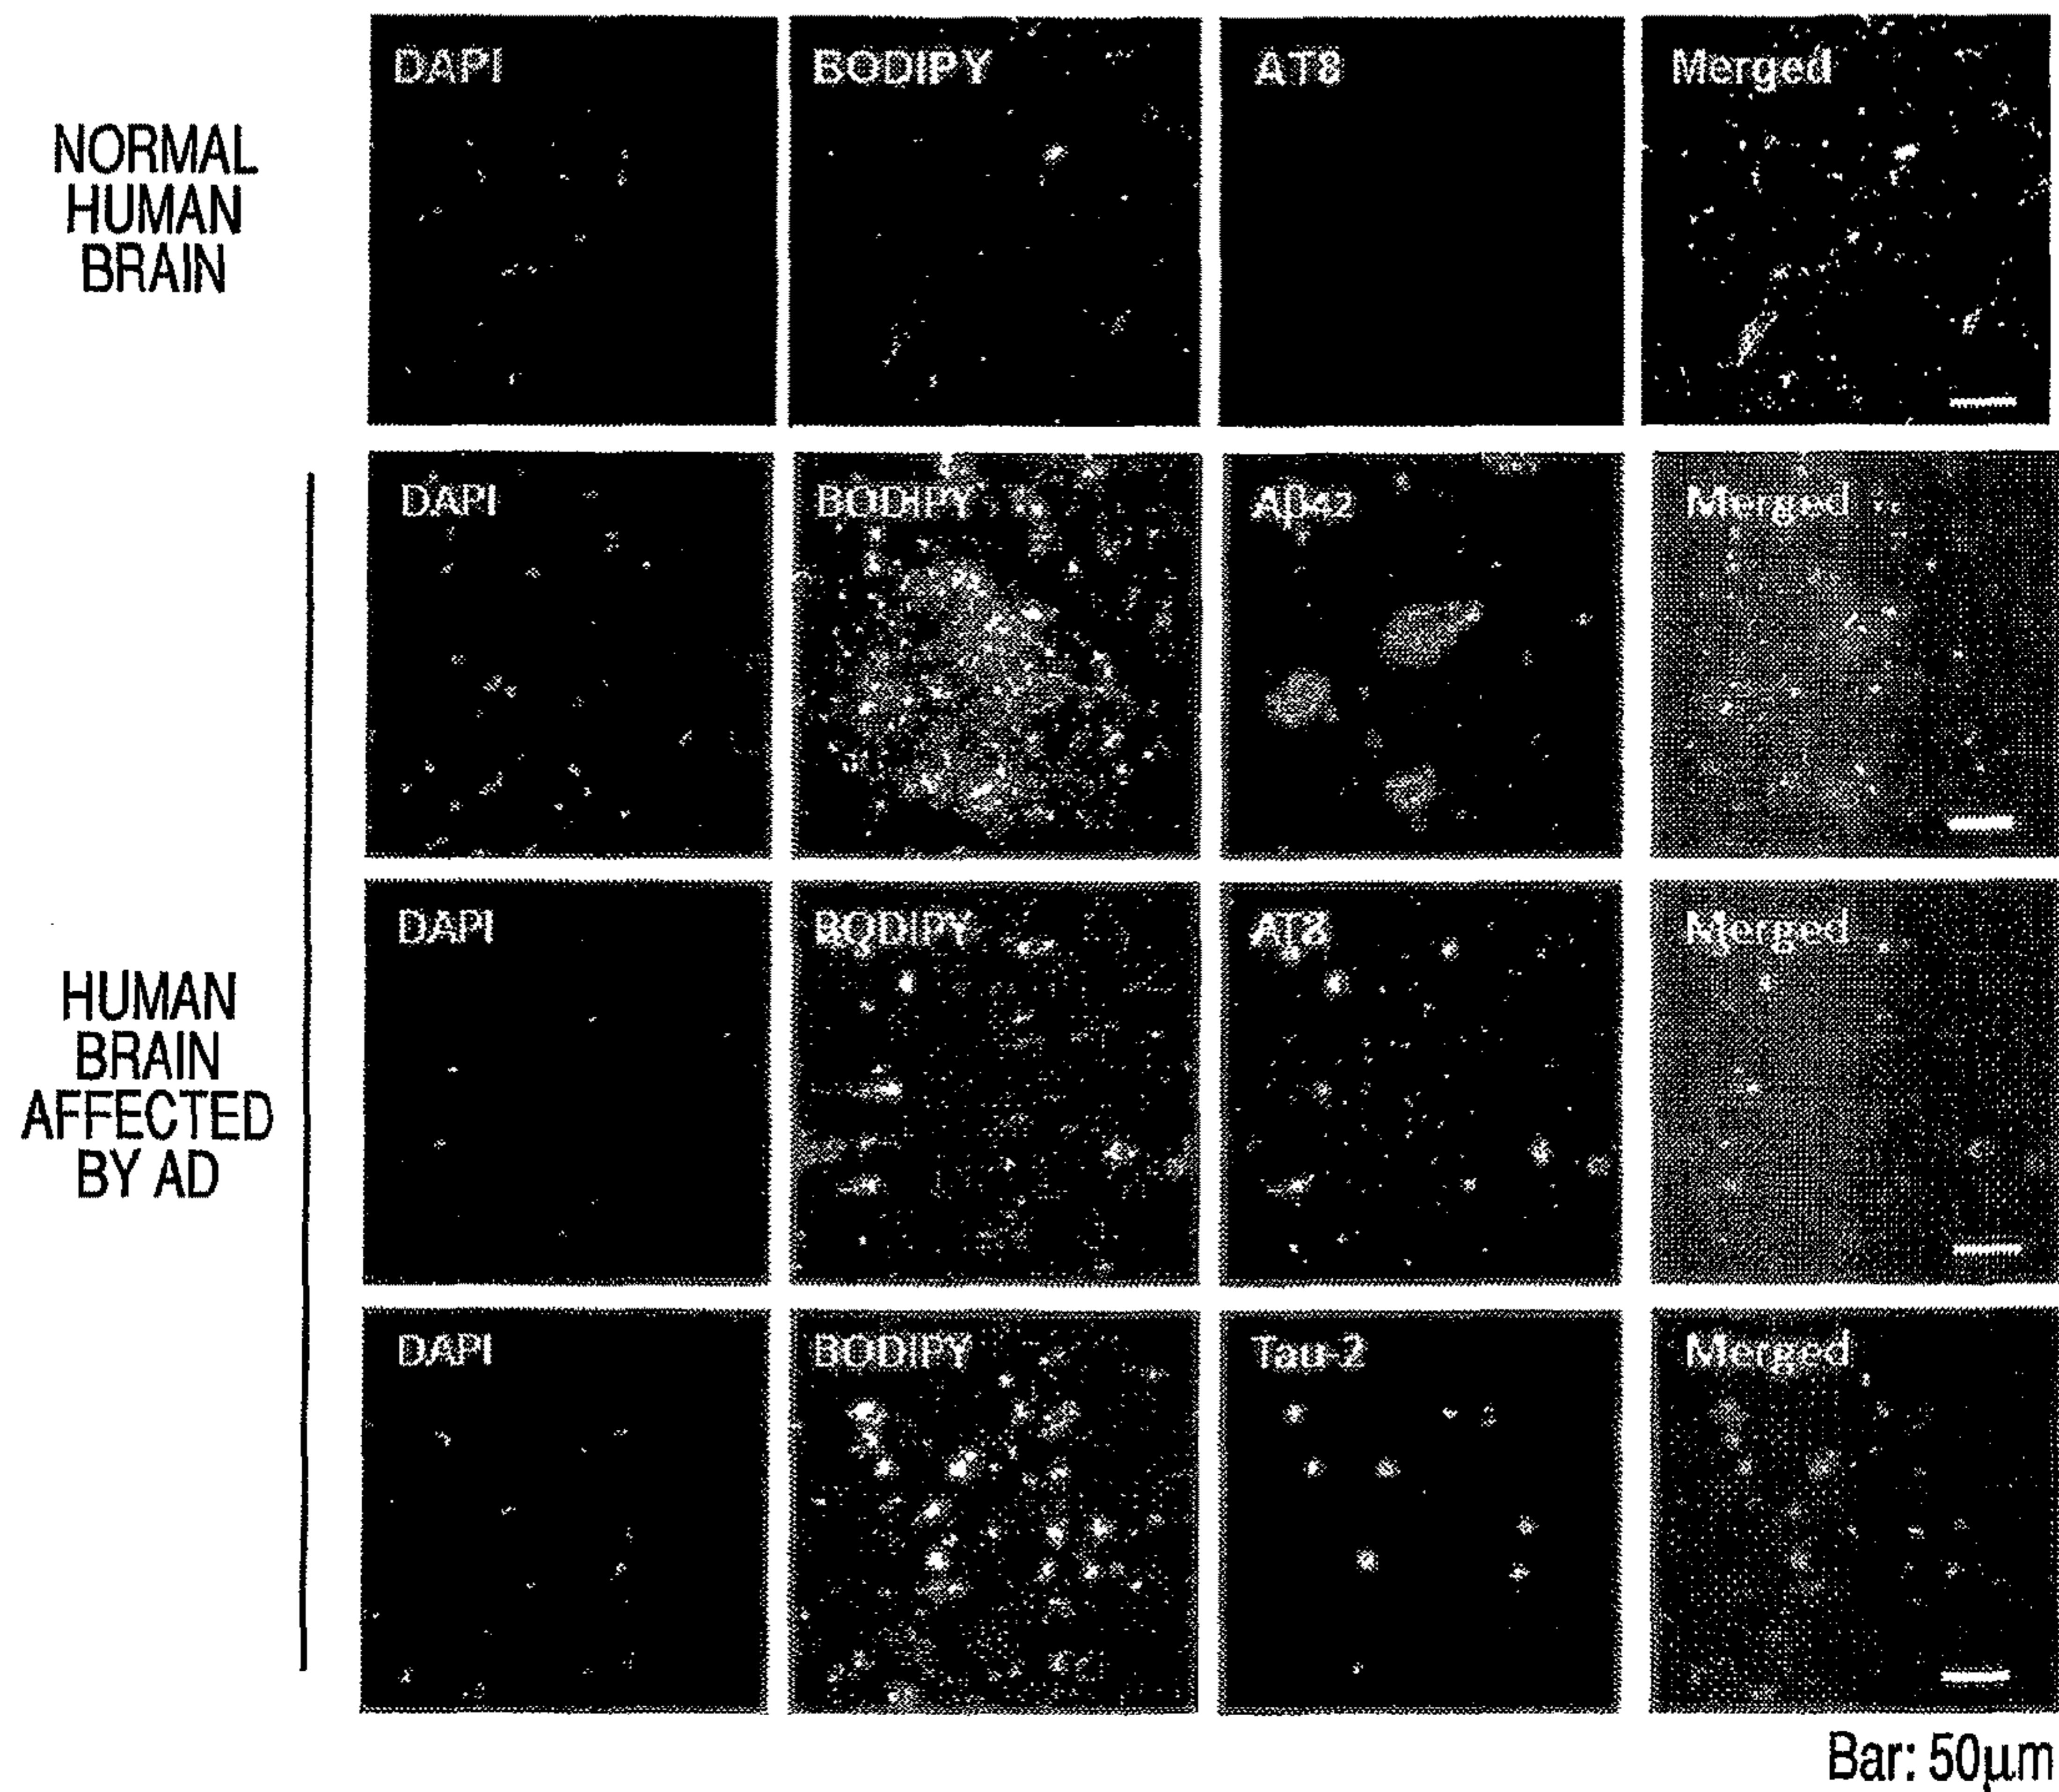 DAPI
BODIPY
AT8
Merged
NORMAL
HUMAN
BRAIN
DAPI
BODIPY
Aβ42
Merged
HUMAN
BRAIN
AFFECTED
BY AD
DAPI
BODIPY
AT8
Merged
DAPI
BODIPY
Tau-2
Merged
Bar: 50μm